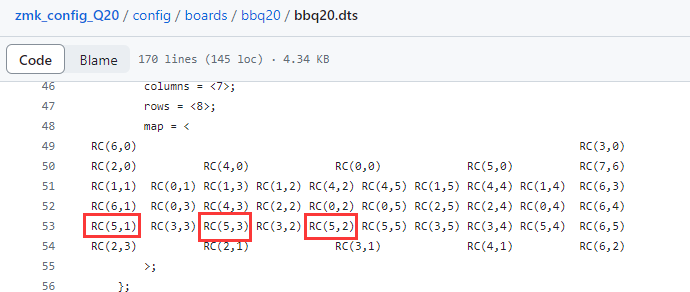 zmk_config_Q20 / config / boards / bbq20 / bbq20.dts
Code Blame 170 lines (145 loc) · 4.34 KB
46 columns = <7>;
47 rows = <8>;
48 map = <
49 RC(6,0) RC(3,0)
50 RC(2,0) RC(4,0) RC(0,0) RC(5,0) RC(7,6)
51 RC(1,1) RC(0,1) RC(1,3) RC(1,2) RC(4,2) RC(4,5) RC(1,5) RC(4,4) RC(1,4) RC(6,3)
52 RC(6,1) RC(0,3) RC(4,3) RC(2,2) RC(0,2) RC(0,5) RC(2,5) RC(2,4) RC(0,4) RC(6,4)
53 RC(5,1) RC(3,3) RC(5,3) RC(3,2) RC(5,2) RC(5,5) RC(3,5) RC(3,4) RC(5,4) RC(6,5)
54 RC(2,3) RC(2,1) RC(3,1) RC(4,1) RC(6,2)
55 >;
56 };